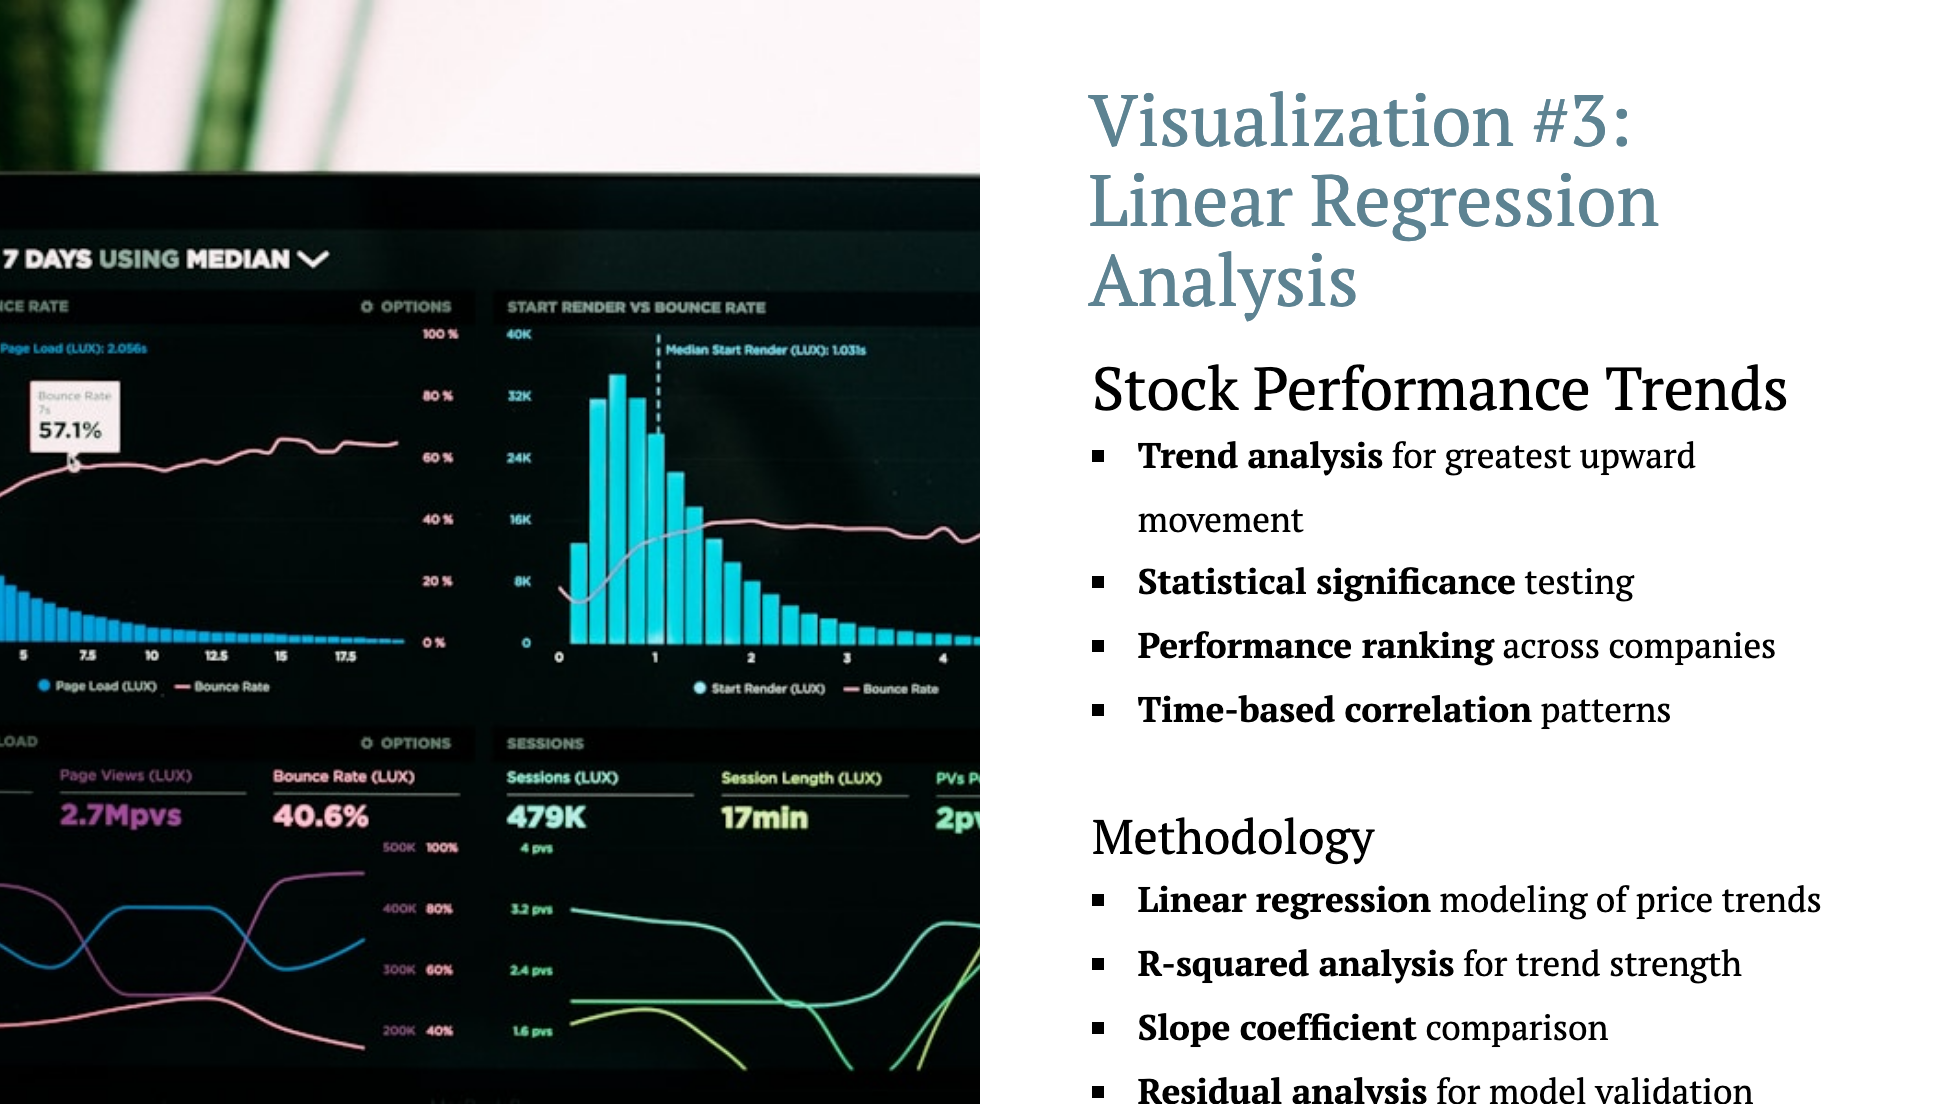 7 DAYS USING MEDIAN
CE RATE
OPTIONS
Page Load (LUX): 2.056s
Bounce Rate
7s
57.1%
100 %
80 %
60 %
40 %
20 %
0 %
5 7.5 10 12.5 15 17.5
Page Load (LUX) Bounce Rate
START RENDER VS BOUNCE RATE
Median Start Render (LUX): 1.031s
40K
32K
24K
16K
8K
0
0 1 2 3 4
Start Render (LUX) Bounce Rate
LOAD
OPTIONS
Page Views (LUX)
2.7Mpvs
Bounce Rate (LUX)
40.6%
500K 100%
400K 80%
300K 60%
200K 40%
SESSIONS
Sessions (LUX)
479K
Session Length (LUX)
17min
PVs P
2pv
4 pvs
3.2 pvs
2.4 pvs
1.6 pvs
Visualization #3:
Linear Regression
Analysis
Stock Performance Trends
▪ Trend analysis for greatest upward
movement
▪ Statistical significance testing
▪ Performance ranking across companies
▪ Time-based correlation patterns
Methodology
▪ Linear regression modeling of price trends
▪ R-squared analysis for trend strength
▪ Slope coefficient comparison
▪ Residual analysis for model validation